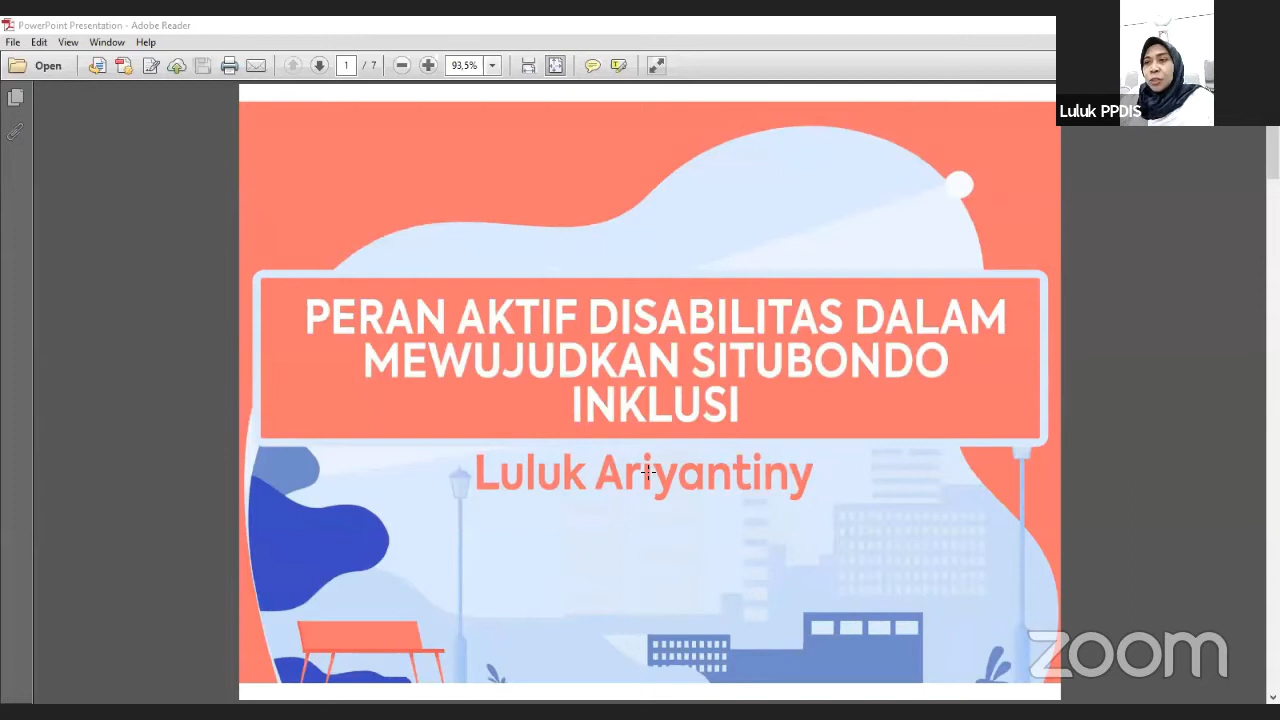 PowerPoint Presentation - Adobe Reader
File Edit View Window Help
Open 1 / 7 93,5%
Luluk PPDIS
PERAN AKTIF DISABILITAS DALAM
MEWUJUDKAN SITUBONDO
INKLUSI
Luluk Ariyantiny
zoom